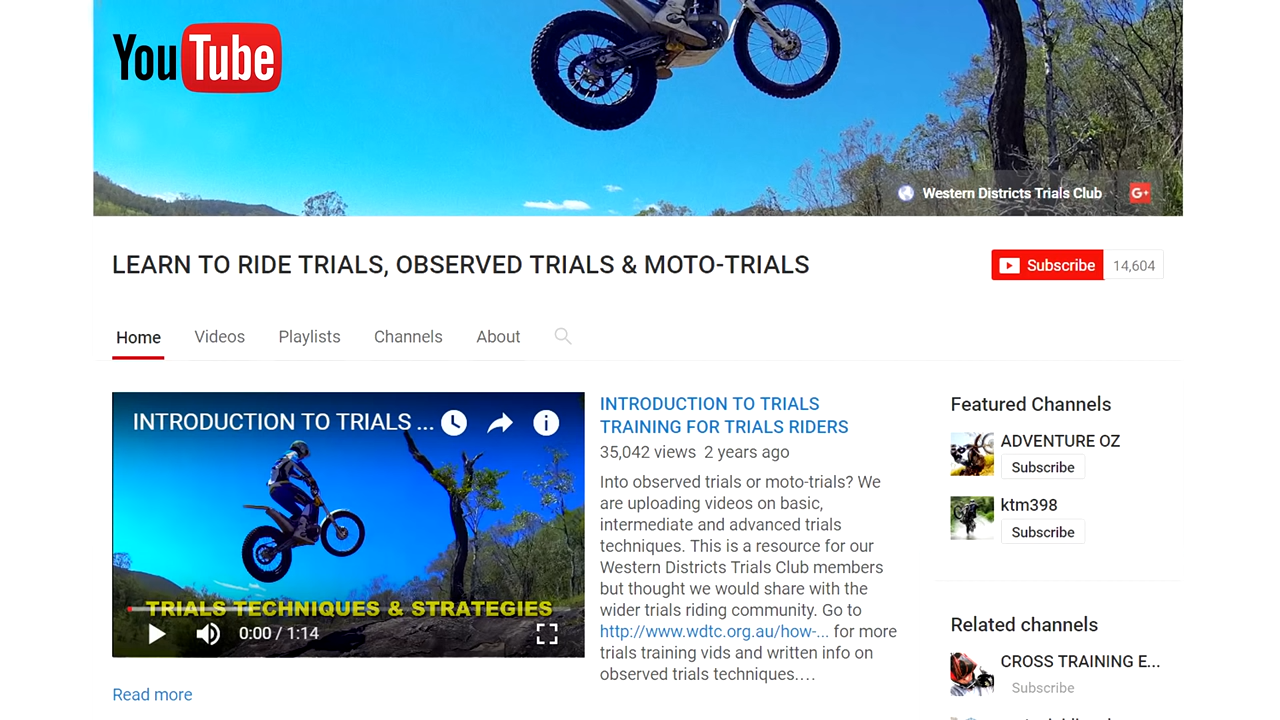 YouTube
Western Districts Trials Club
G+
LEARN TO RIDE TRIALS, OBSERVED TRIALS & MOTO-TRIALS
Subscribe 14,604
Home Videos Playlists Channels About
INTRODUCTION TO TRIALS ...
TRIALS TECHNIQUES & STRATEGIES
0:00 / 1:14
Read more
INTRODUCTION TO TRIALS
TRAINING FOR TRIALS RIDERS
35,042 views 2 years ago
Into observed trials or moto-trials? We
are uploading videos on basic,
intermediate and advanced trials
techniques. This is a resource for our
Western Districts Trials Club members
but thought we would share with the
wider trials riding community. Go to
http://www.wdtc.org.au/how-... for more
trials training vids and written info on
observed trials techniques.…
Featured Channels
ADVENTURE OZ
Subscribe
ktm398
Subscribe
Related channels
CROSS TRAINING E...
Subscribe